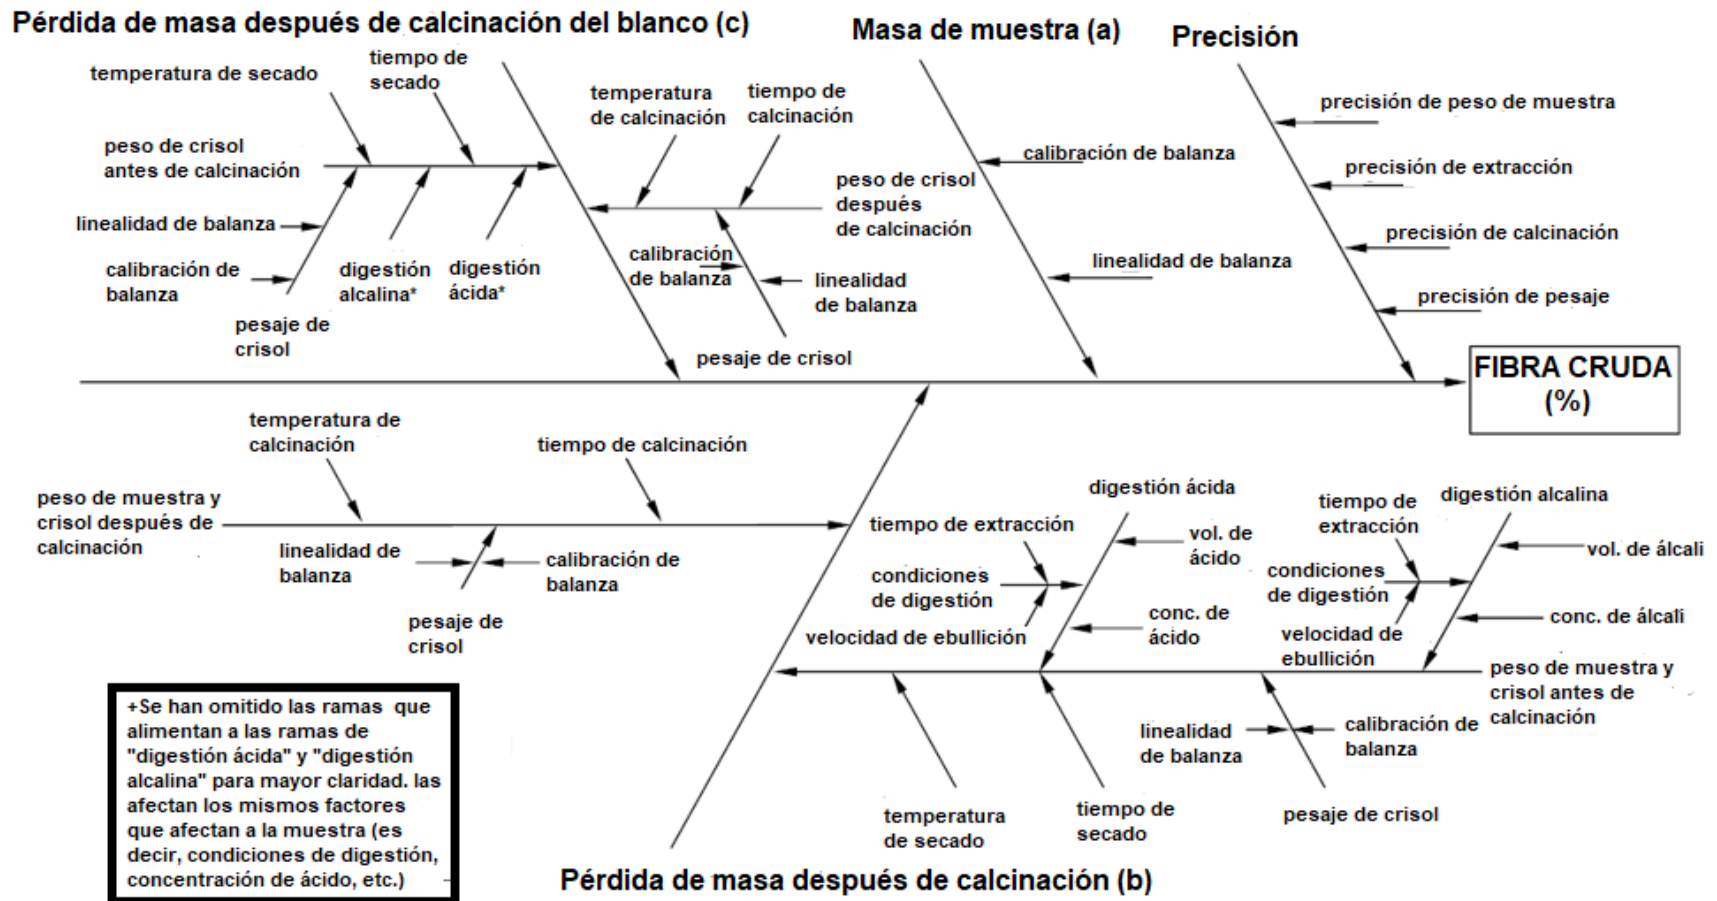 Pérdida de masa después de calcinación del blanco (c)
Masa de muestra (a)
Precisión
temperatura de secado
tiempo de
secado
temperatura
de calcinación
tiempo de
calcinación
peso de crisol
antes de calcinación
peso de crisol
después
de calcinación
linealidad de balanza
calibración de
balanza
digestión
alcalina*
digestión
ácida*
pesaje de
crisol
calibración
de balanza
linealidad
de balanza
pesaje de crisol
calibración de balanza
linealidad de balanza
precisión de peso de muestra
precisión de extracción
precisión de calcinación
precisión de pesaje
FIBRA CRUDA
(%)
temperatura de
calcinación
tiempo de calcinación
peso de muestra y
crisol después de
calcinación
linealidad de
balanza
calibración de
balanza
pesaje de
crisol
digestión ácida
tiempo de extracción
vol. de
ácido
condiciones
de digestión
conc. de
ácido
velocidad de ebullición
digestión alcalina
tiempo de
extracción
vol. de álcali
condiciones
de digestión
conc. de álcali
velocidad de
ebullición
peso de muestra y
crisol antes de
calcinación
linealidad
de balanza
calibración de
balanza
temperatura
de secado
tiempo de
secado
pesaje de crisol
Pérdida de masa después de calcinación (b)
+Se han omitido las ramas que
alimentan a las ramas de
"digestión ácida" y "digestión
alcalina" para mayor claridad. las
afectan los mismos factores
que afectan a la muestra (es
decir, condiciones de digestión,
concentración de ácido, etc.)